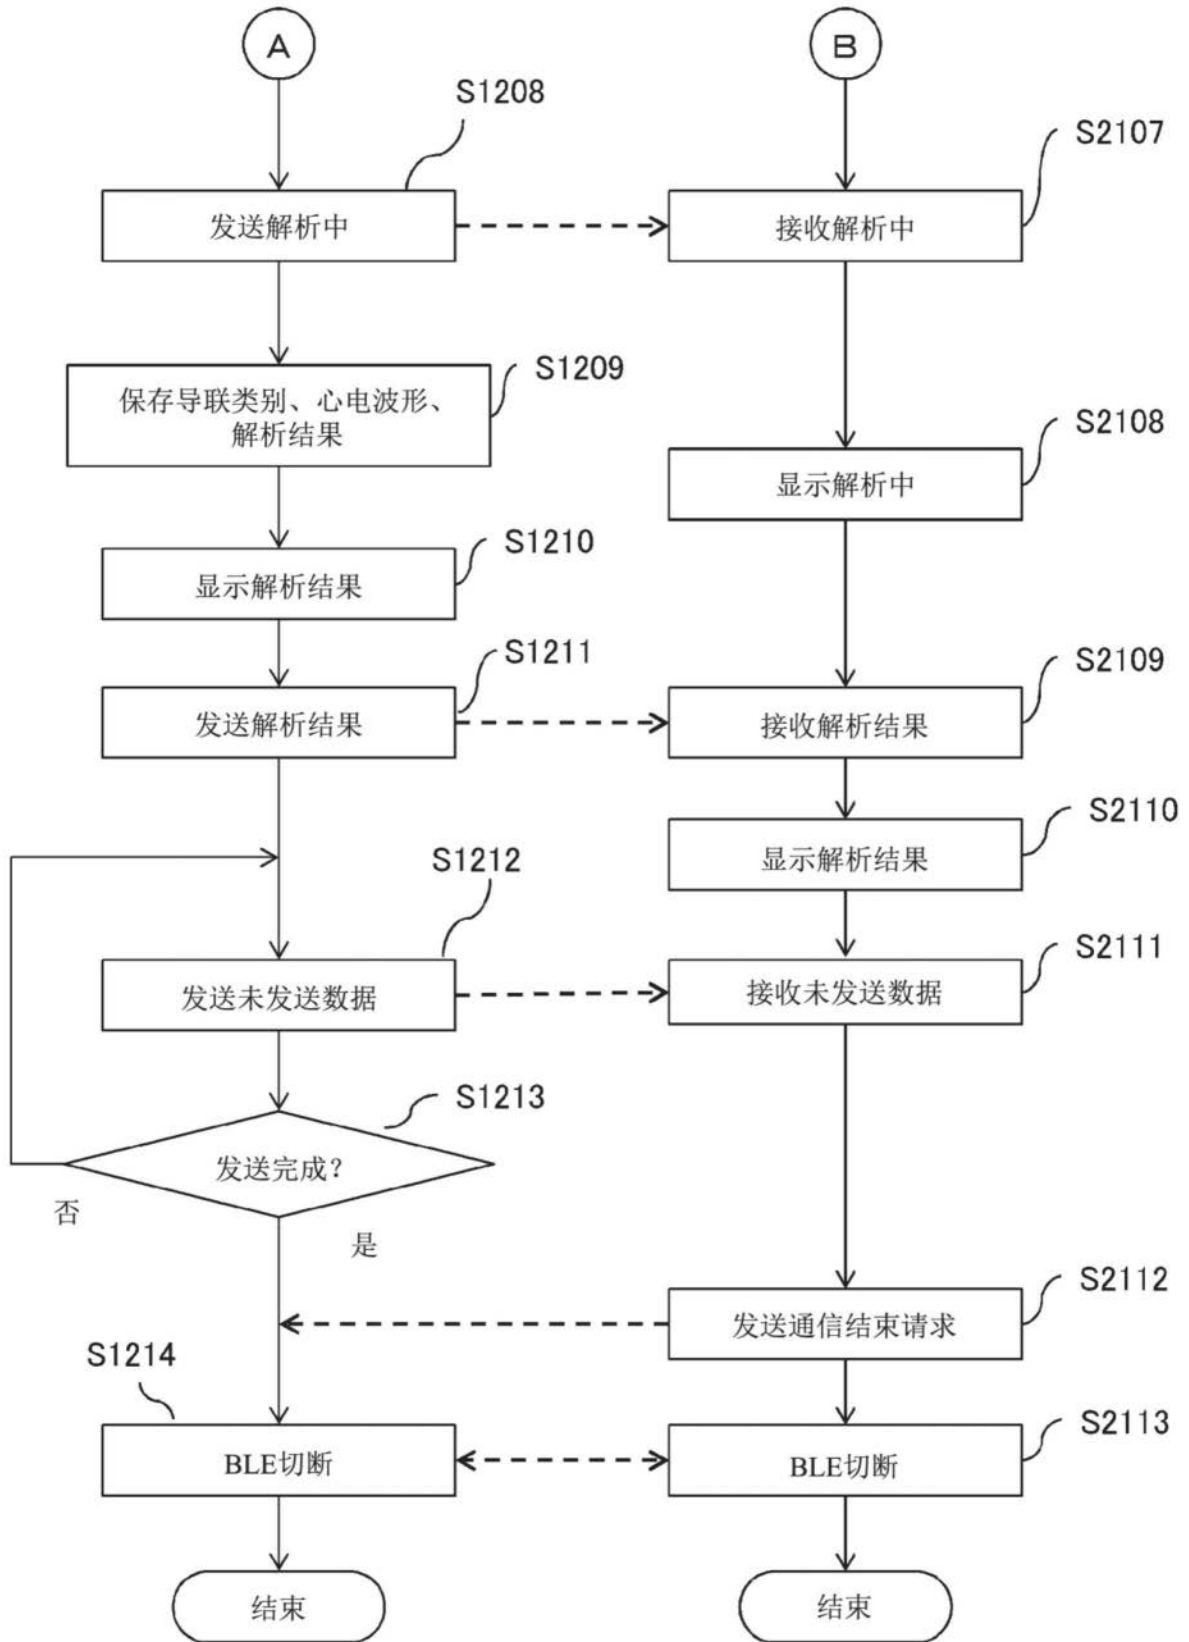 A
B
S1208
S2107
发送解析中
接收解析中
S1209
保存导联类别、心电波形、
解析结果
S2108
显示解析中
S1210
显示解析结果
S1211
S2109
发送解析结果
接收解析结果
S2110
显示解析结果
S1212
S2111
发送未发送数据
接收未发送数据
S1213
发送完成?
否
是
S2112
发送通信结束请求
S1214
S2113
BLE切断
BLE切断
结束
结束